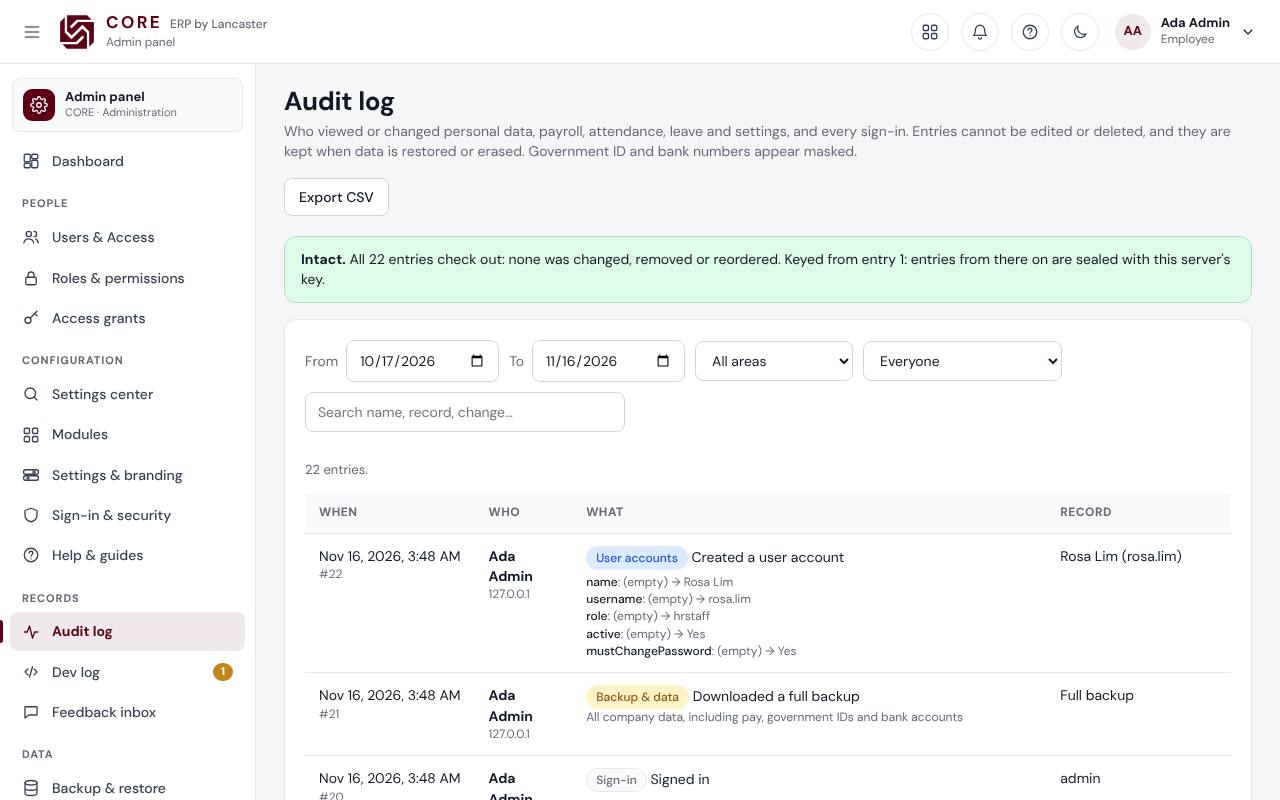 CORE ERP by Lancaster
Admin panel
AA
Ada Admin
Employee
Admin panel
CORE · Administration
Dashboard
PEOPLE
Users & Access
Roles & permissions
Access grants
CONFIGURATION
Settings center
Modules
Settings & branding
Sign-in & security
Help & guides
RECORDS
Audit log
Dev log 1
Feedback inbox
DATA
Backup & restore
Audit log
Who viewed or changed personal data, payroll, attendance, leave and settings, and every sign-in. Entries cannot be edited or deleted, and they are
kept when data is restored or erased. Government ID and bank numbers appear masked.
Export CSV
Intact. All 22 entries check out: none was changed, removed or reordered. Keyed from entry 1: entries from there on are sealed with this server's
key.
From 10/17/2026 To 11/16/2026 All areas Everyone
Search name, record, change...
22 entries.
WHEN WHO WHAT RECORD
Nov 16, 2026, 3:48 AM
#22
Ada
Admin
127.0.0.1
User accounts Created a user account
name: (empty) → Rosa Lim
username: (empty) → rosa.lim
role: (empty) → hrstaff
active: (empty) → Yes
mustChangePassword: (empty) → Yes
Rosa Lim (rosa.lim)
Nov 16, 2026, 3:48 AM
#21
Ada
Admin
127.0.0.1
Backup & data Downloaded a full backup
All company data, including pay, government IDs and bank accounts
Full backup
Nov 16, 2026, 3:48 AM
#20
Ada
Admin
Sign-in Signed in
admin